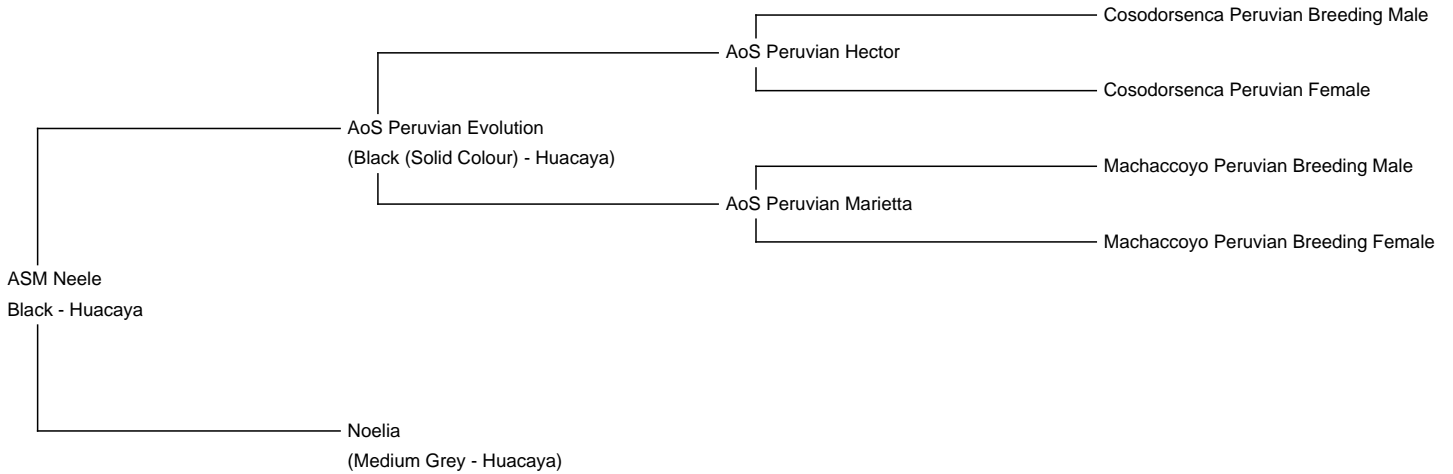 Cosodorsenca Peruvian Breeding Male
AoS Peruvian Hector
Cosodorsenca Peruvian Female
AoS Peruvian Evolution
(Black (Solid Colour) - Huacaya)
Machaccoyo Peruvian Breeding Male
AoS Peruvian Marietta
Machaccoyo Peruvian Breeding Female
ASM Neele
Black - Huacaya
Noelia
(Medium Grey - Huacaya)